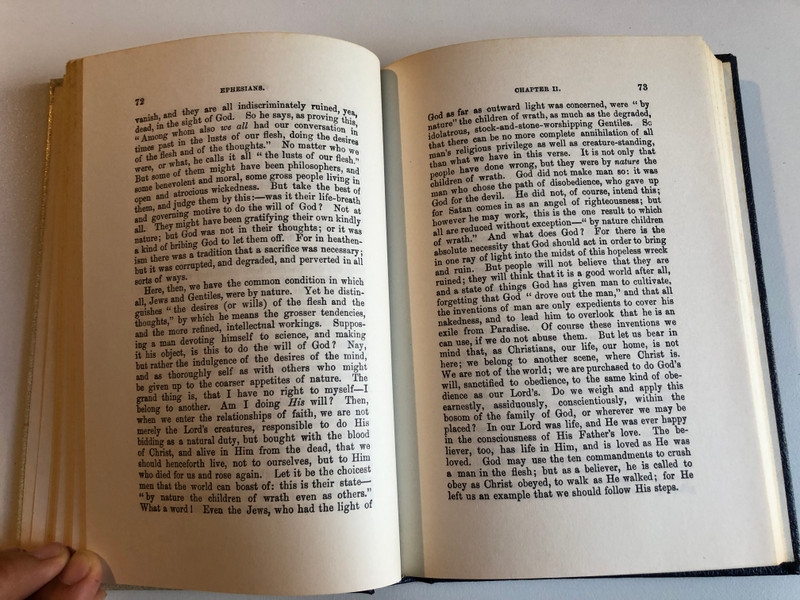 72
EPHESIANS.
vanish, and they are all indiscriminately ruined, yea,
dead, in the sight of God. So he says, as proving this,
"Among whom also we all had our conversation in
times past in the lusts of our flesh, doing the desires
of the flesh and of the thoughts." No matter who we
were, or what, he calls it all "the lusts of our flesh."
But some of them might have been philosophers, and
some benevolent and moral, some gross people living in
open and atrocious wickedness. But take the best of
them, and judge them by this:—was it their life-breath
and governing motive to do the will of God? Not at
all. They might have been gratifying their own kindly
nature; but God was not in their thoughts; or it was
a kind of bribing God to let them off. For in heathen-
ism there was a tradition that a sacrifice was necessary;
but it was corrupted, and degraded, and perverted in all
sorts of ways.
Here, then, we have the common condition in which
all, Jews and Gentiles, were by nature. Yet he distin-
guishes "the desires (or wills) of the flesh and the
thoughts," by which he means the grosser tendencies,
and the more refined, intellectual workings. Suppos-
ing a man devoting himself to science, and making
it his object, is this to do the will of God? Nay,
but rather the indulgence of the desires of the mind,
and as thoroughly self as with others who might
be given up to the coarser appetites of nature. The
grand thing is, that I have no right to myself—I
belong to another. Am I doing His will? Then,
when we enter the relationships of faith, we are not
merely the Lord's creatures, responsible to do His
bidding as a natural duty, but bought with the blood
of Christ, and alive in Him from the dead, that we
should henceforth live, not to ourselves, but to Him
who died for us and rose again. Let it be the choicest
men that the world can boast of: this is their state—
"by nature the children of wrath even as others."
What a word! Even the Jews, who had the light of
CHAPTER II.
73
God as far as outward light was concerned, were "by
nature" the children of wrath, as much as the degraded,
idolatrous, stock-and-stone-worshipping Gentiles. So
that there can be no more complete annihilation of all
man's religious privilege as well as creature-standing,
than what we have in this verse. It is not only that
people have done wrong, but they were by nature the
children of wrath. God did not make man so: it was
man who chose the path of disobedience, who gave up
God for the devil. He did not, of course, intend this;
for Satan comes in as an angel of righteousness; but
however he may work, this is the one result to which
all are reduced without exception—"by nature children
of wrath." And what does God? For there is the
absolute necessity that God should act in order to bring
in one ray of light into the midst of this hopeless wreck
and ruin. But people will not believe that they are
ruined; they will think that it is a good world after all,
and a state of things God has given man to cultivate,
forgetting that God "drove out the man," and that all
the inventions of man are only expedients to cover his
nakedness, and to lead him to overlook that he is an
exile from Paradise. Of course these inventions we
can use, if we do not abuse them. But let us bear in
mind that, as Christians, our life, our home, is not
here; we belong to another scene, where Christ is.
We are not of the world; we are purchased to do God's
will, sanctified to obedience, to the same kind of obe-
dience as our Lord's. Do we weigh and apply this
earnestly, assiduously, conscientiously, within the
bosom of the family of God, or wherever we may be
placed? In our Lord was life, and He was ever happy
in the consciousness of His Father's love. The be-
liever, too, has life in Him, and is loved as He was
loved. God may use the ten commandments to crush
a man in the flesh; but as a believer, he is called to
obey as Christ obeyed, to walk as He walked; for He
left us an example that we should follow His steps.